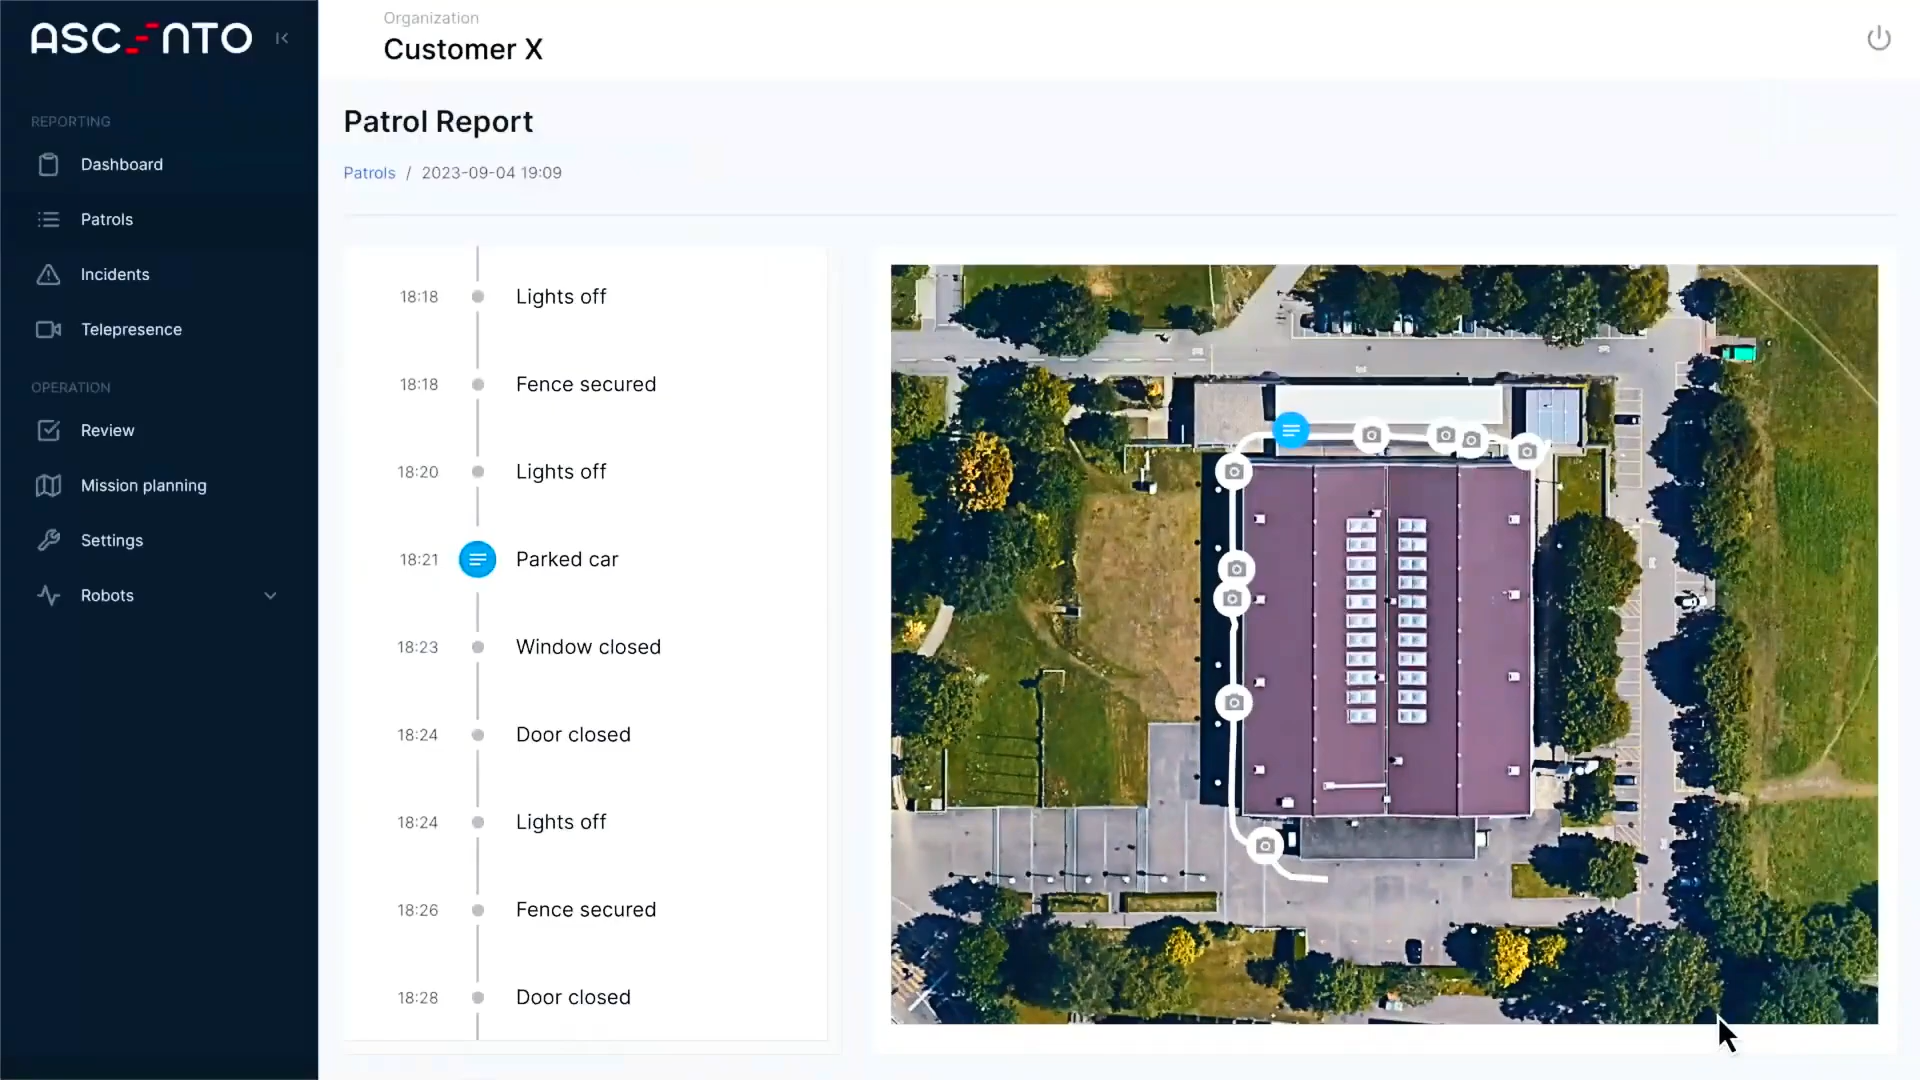 ASCENTO
Organization
Customer X
REPORTING
Dashboard
Patrols
Incidents
Telepresence
OPERATION
Review
Mission planning
Settings
Robots
Patrol Report
Patrols / 2023-09-04 19:09
18:18 Lights off
18:18 Fence secured
18:20 Lights off
18:21 Parked car
18:23 Window closed
18:24 Door closed
18:24 Lights off
18:26 Fence secured
18:28 Door closed